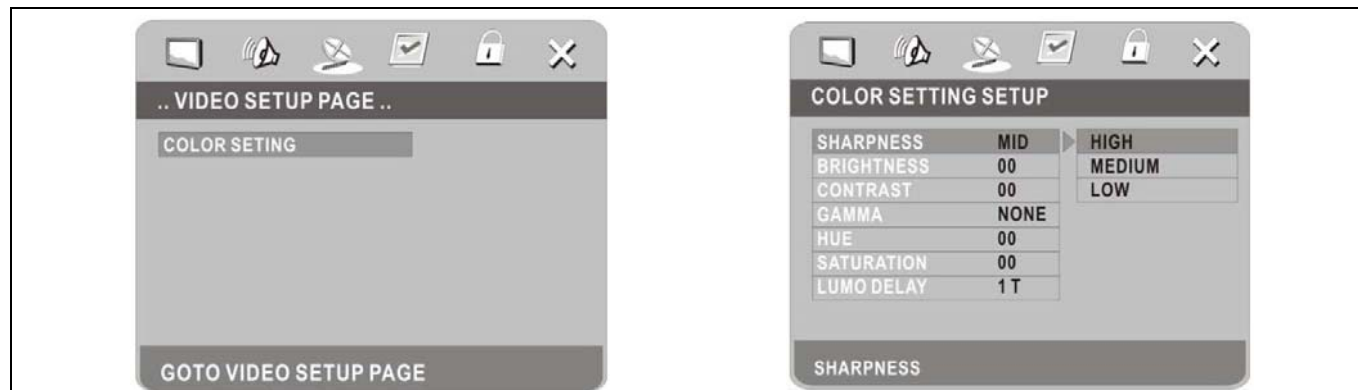 .. VIDEO SETUP PAGE ..
COLOR SETING
GOTO VIDEO SETUP PAGE
COLOR SETTING SETUP
SHARPNESS MID HIGH
BRIGHTNESS 00 MEDIUM
CONTRAST 00 LOW
GAMMA NONE
HUE 00
SATURATION 00
LUMO DELAY 1 T
SHARPNESS